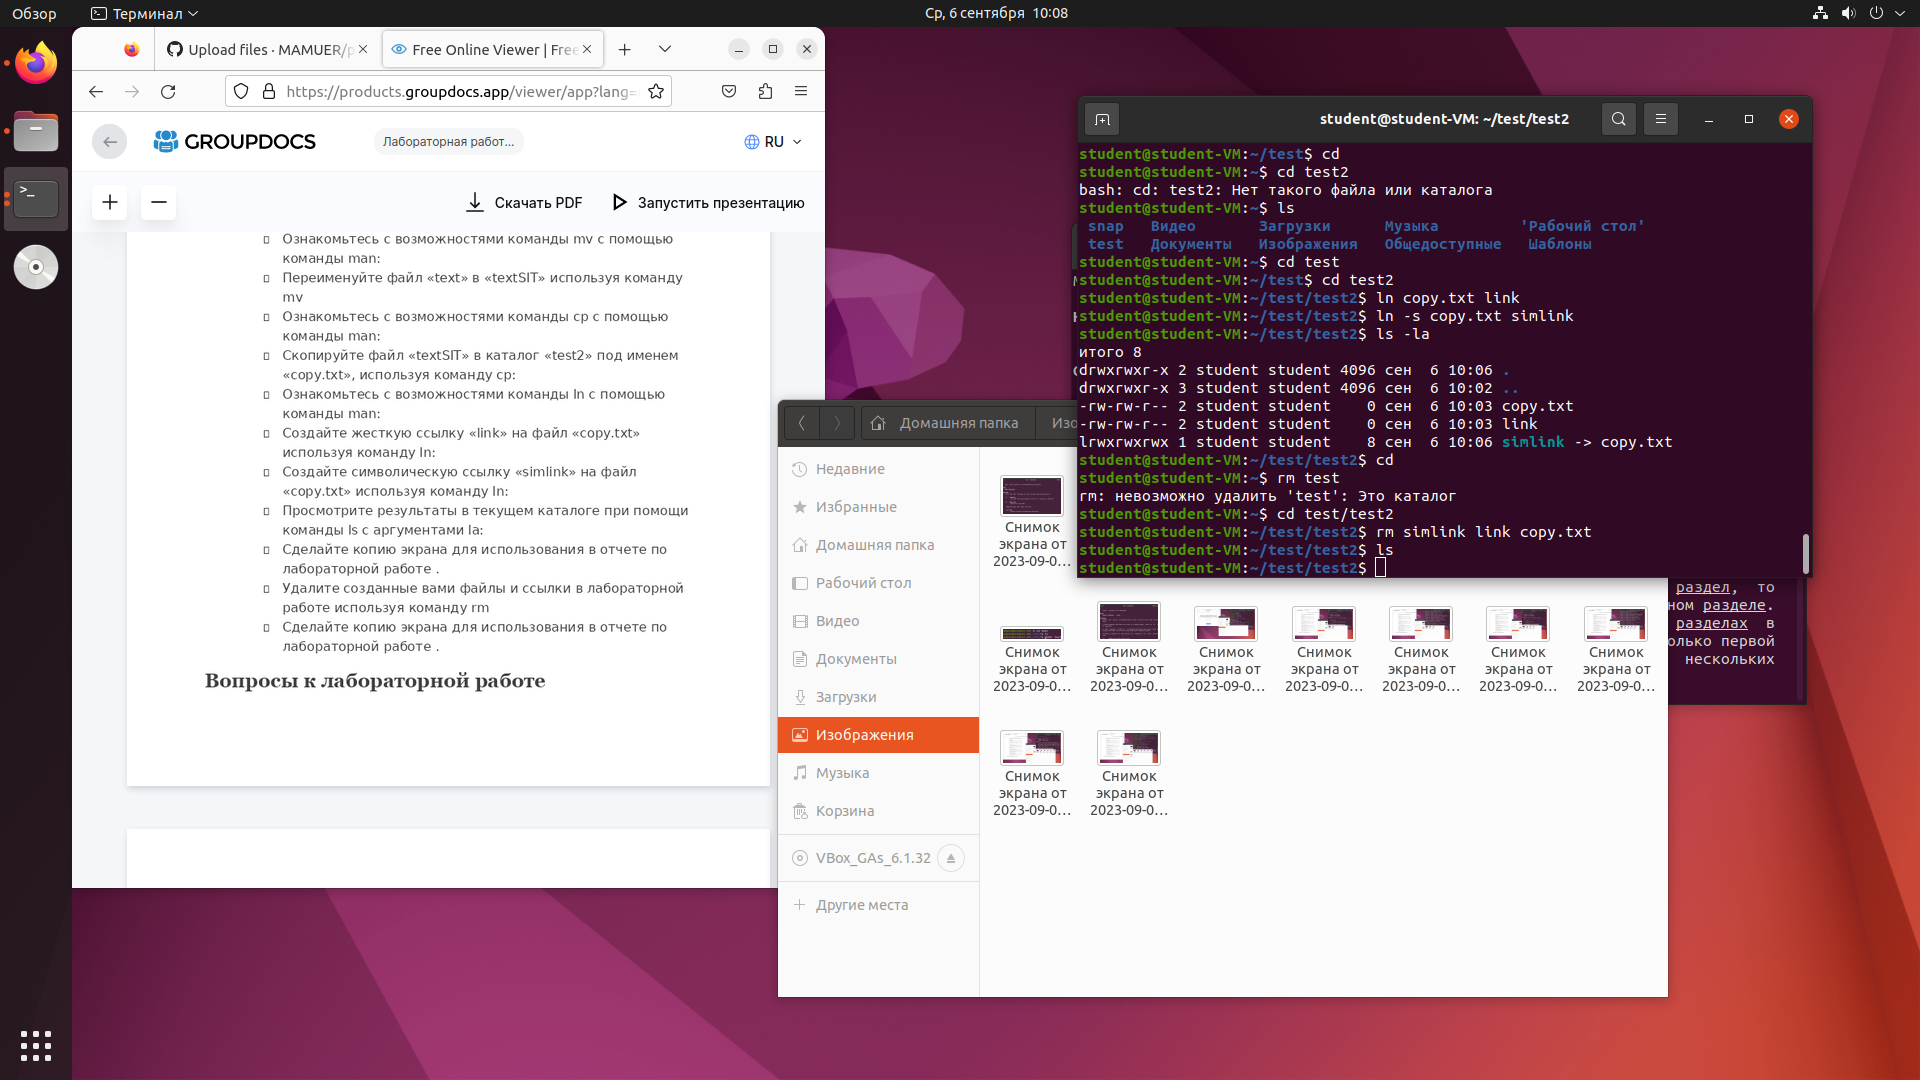 Обзор
Терминал
Ср, 6 сентября 10:08
Upload files · MAMUER/p
Free Online Viewer | Free
https://products.groupdocs.app/viewer/app?lang=
GROUPDOCS
Лабораторная работ...
RU
Скачать PDF
Запустить презентацию
Ознакомьтесь с возможностями команды mv с помощью
команды man:
Переименуйте файл «text» в «textSIT» используя команду
mv
Ознакомьтесь с возможностями команды cp с помощью
команды man:
Скопируйте файл «textSIT» в каталог «test2» под именем
«copy.txt», используя команду cp:
Ознакомьтесь с возможностями команды ln с помощью
команды man:
Создайте жесткую ссылку «link» на файл «copy.txt»
используя команду ln:
Создайте символическую ссылку «simlink» на файл
«copy.txt» используя команду ln:
Просмотрите результаты в текущем каталоге при помощи
команды ls с аргументами la:
Сделайте копию экрана для использования в отчете по
лабораторной работе .
Удалите созданные вами файлы и ссылки в лабораторной
работе используя команду rm
Сделайте копию экрана для использования в отчете по
лабораторной работе .
Вопросы к лабораторной работе
student@student-VM: ~/test/test2
student@student-VM:~/test$ cd
student@student-VM:~$ cd test2
bash: cd: test2: Нет такого файла или каталога
student@student-VM:~$ ls
snap Видео Загрузки Музыка 'Рабочий стол'
test Документы Изображения Общедоступные Шаблоны
student@student-VM:~$ cd test
student@student-VM:~/test$ cd test2
student@student-VM:~/test/test2$ ln copy.txt link
student@student-VM:~/test/test2$ ln -s copy.txt simlink
student@student-VM:~/test/test2$ ls -la
итого 8
drwxrwxr-x 2 student student 4096 сен 6 10:06 .
drwxrwxr-x 3 student student 4096 сен 6 10:02 ..
-rw-rw-r-- 2 student student 0 сен 6 10:03 copy.txt
-rw-rw-r-- 2 student student 0 сен 6 10:03 link
lrwxrwxrwx 1 student student 8 сен 6 10:06 simlink -> copy.txt
student@student-VM:~/test/test2$ cd
student@student-VM:~$ rm test
rm: невозможно удалить 'test': Это каталог
student@student-VM:~$ cd test/test2
student@student-VM:~/test/test2$ rm simlink link copy.txt
student@student-VM:~/test/test2$ ls
student@student-VM:~/test/test2$
раздел, то
ном разделе.
разделах в
олько первой
нескольких
Домашняя папка
Изо
Недавние
Избранные
Домашняя папка
Рабочий стол
Видео
Документы
Загрузки
Изображения
Музыка
Корзина
VBox_GAs_6.1.32
Другие места
Снимок
экрана от
2023-09-0...
Снимок Снимок Снимок Снимок Снимок Снимок Снимок
экрана от экрана от экрана от экрана от экрана от экрана от экрана от
2023-09-0... 2023-09-0... 2023-09-0... 2023-09-0... 2023-09-0... 2023-09-0... 2023-09-0...
Снимок Снимок
экрана от экрана от
2023-09-0... 2023-09-0...